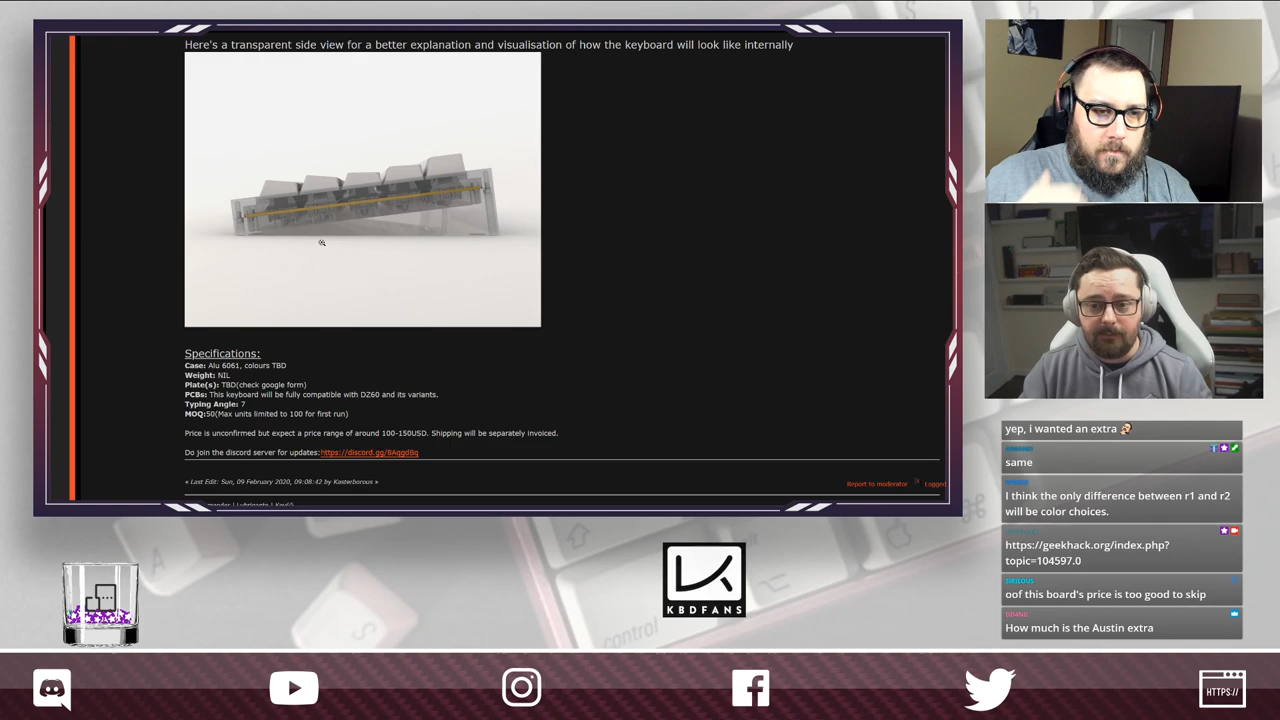 Here's a transparent side view for a better explanation and visualisation of how the keyboard will look like internally
Specifications:
Case: Alu 6061, colours TBD
Weight: NIL
Plate(s): TBD(check google form)
PCBs: This keyboard will be fully compatible with DZ60 and its variants.
Typing Angle: 7
MOQ:50(Max units limited to 100 for first run)
Price is unconfirmed but expect a price range of around 100-150USD. Shipping will be separately invoiced.
Do join the discord server for updates:https://discord.gg/8AqgdBq
« Last Edit: Sun, 09 February 2020, 09:08:42 by Kasterborous »
Report to moderator
Logged
yep, i wanted an extra
same
I think the only difference between r1 and r2
will be color choices.
https://geekhack.org/index.php?
topic=104597.0
oof this board's price is too good to skip
How much is the Austin extra
KBDFANS
control
HTTPS://